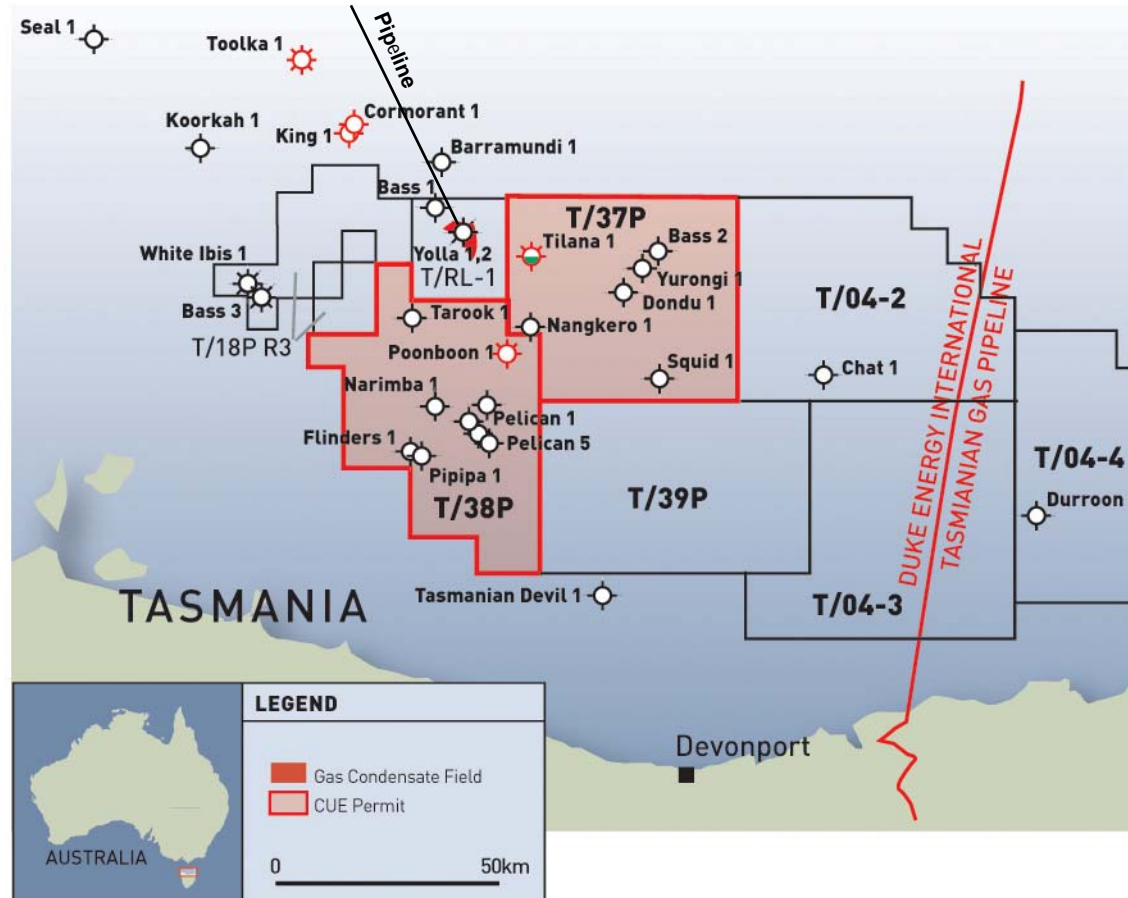 Seal 1
Toolka 1
Pipeline
Cormorant 1
Koorkah 1
King 1
Barramundi 1
Bass 1
T/37P
Tilana 1
Bass 2
White Ibis 1
Yolla 1,2
Yurongi 1
T/RL-1
Dondu 1
T/04-2
Bass 3
Tarook 1
Nangkero 1
T/18P R3
Poonboon 1
Squid 1
Chat 1
Narimba 1
Pelican 1
Flinders 1
Pelican 5
Pipipa 1
T/38P
T/39P
T/04-4
DUKE ENERGY INTERNATIONAL
TASMIANIAN GAS PIPELINE
Durroon
TASMANIA
Tasmanian Devil 1
T/04-3
Devonport
LEGEND
Gas Condensate Field
CUE Permit
AUSTRALIA
0 50km